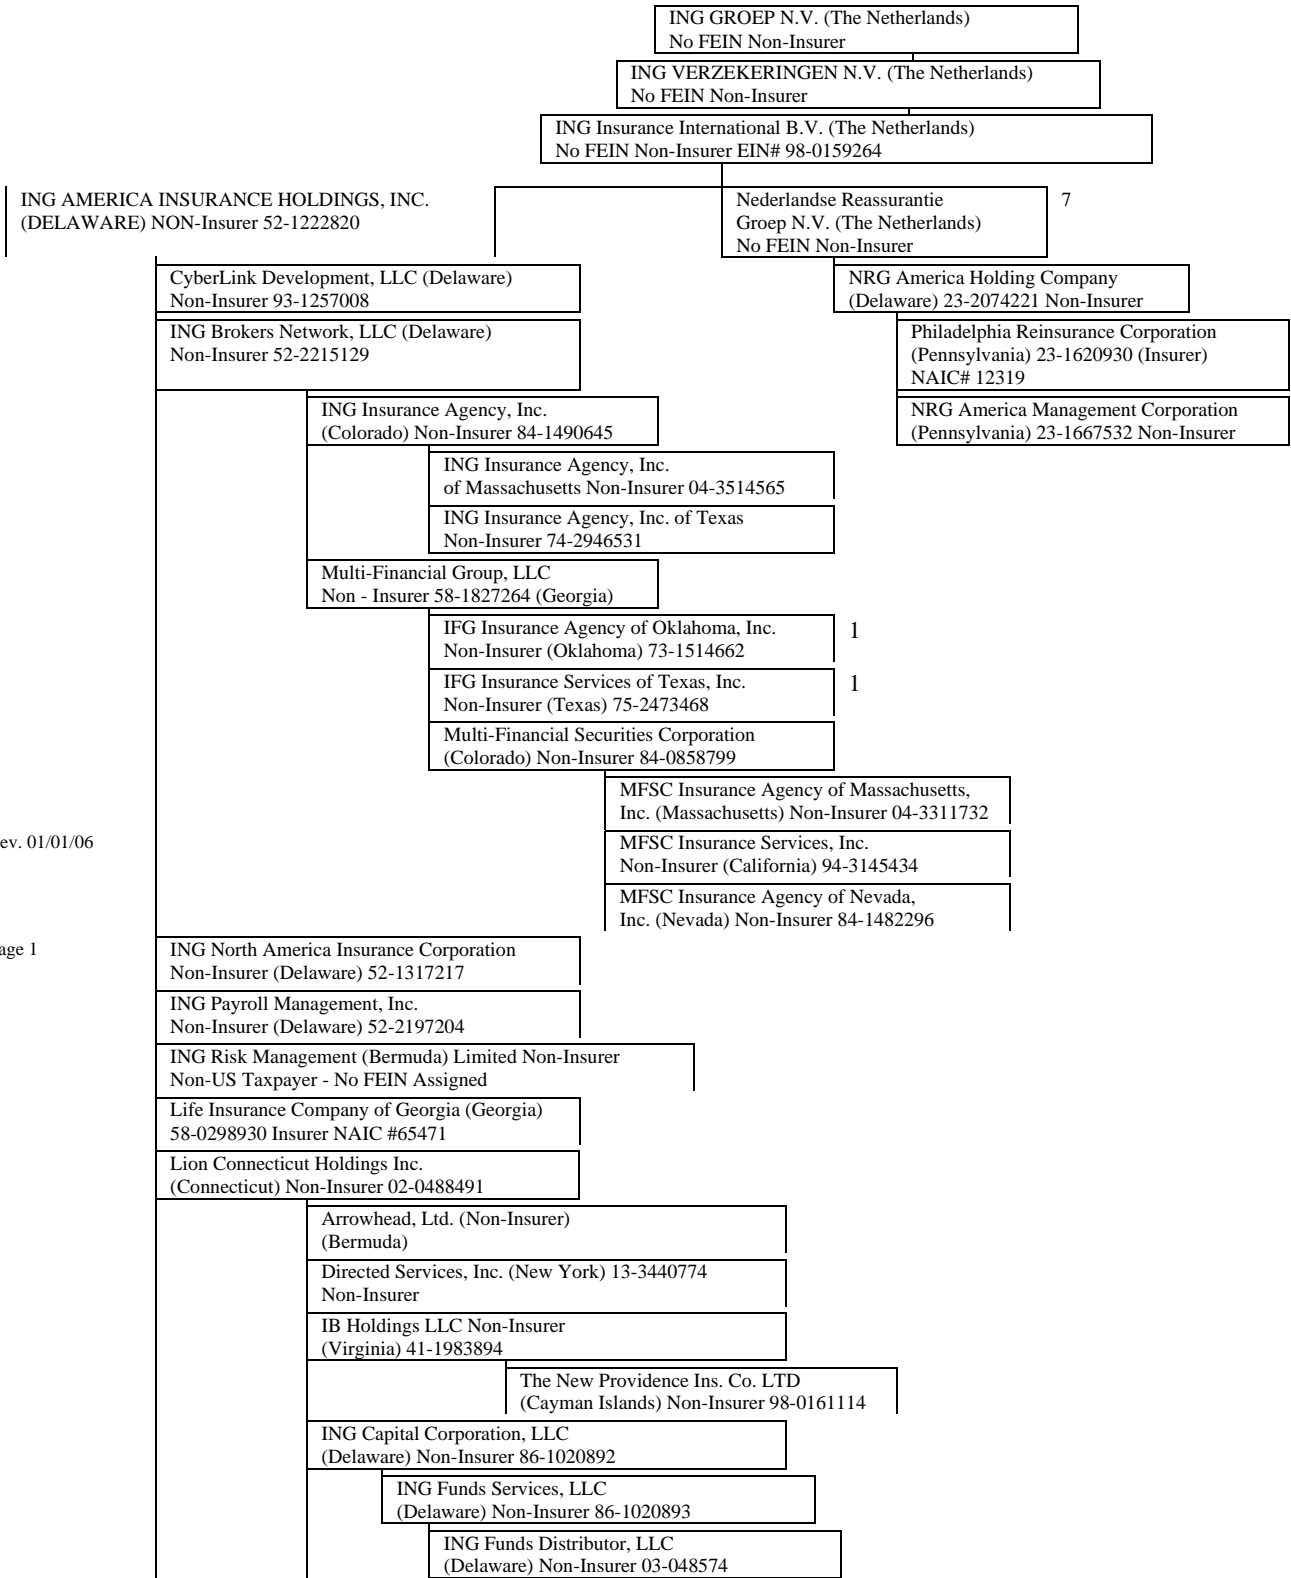 ING GROEP N.V. (The Netherlands)
No FEIN Non-Insurer
ING VERZEKERINGEN N.V. (The Netherlands)
No FEIN Non-Insurer
ING Insurance International B.V. (The Netherlands)
No FEIN Non-Insurer EIN# 98-0159264
ING AMERICA INSURANCE HOLDINGS, INC.
(DELAWARE) NON-Insurer 52-1222820
Nederlandse Reassurantie
Groep N.V. (The Netherlands)
No FEIN Non-Insurer
7
CyberLink Development, LLC (Delaware)
Non-Insurer 93-1257008
NRG America Holding Company
(Delaware) 23-2074221 Non-Insurer
ING Brokers Network, LLC (Delaware)
Non-Insurer 52-2215129
Philadelphia Reinsurance Corporation
(Pennsylvania) 23-1620930 (Insurer)
NAIC# 12319
ING Insurance Agency, Inc.
(Colorado) Non-Insurer 84-1490645
NRG America Management Corporation
(Pennsylvania) 23-1667532 Non-Insurer
ING Insurance Agency, Inc.
of Massachusetts Non-Insurer 04-3514565
ING Insurance Agency, Inc. of Texas
Non-Insurer 74-2946531
Multi-Financial Group, LLC
Non - Insurer 58-1827264 (Georgia)
IFG Insurance Agency of Oklahoma, Inc.
Non-Insurer (Oklahoma) 73-1514662
1
IFG Insurance Services of Texas, Inc.
Non-Insurer (Texas) 75-2473468
1
Multi-Financial Securities Corporation
(Colorado) Non-Insurer 84-0858799
MFSC Insurance Agency of Massachusetts,
Inc. (Massachusetts) Non-Insurer 04-3311732
ev. 01/01/06
MFSC Insurance Services, Inc.
Non-Insurer (California) 94-3145434
MFSC Insurance Agency of Nevada,
Inc. (Nevada) Non-Insurer 84-1482296
age 1
ING North America Insurance Corporation
Non-Insurer (Delaware) 52-1317217
ING Payroll Management, Inc.
Non-Insurer (Delaware) 52-2197204
ING Risk Management (Bermuda) Limited Non-Insurer
Non-US Taxpayer - No FEIN Assigned
Life Insurance Company of Georgia (Georgia)
58-0298930 Insurer NAIC #65471
Lion Connecticut Holdings Inc.
(Connecticut) Non-Insurer 02-0488491
Arrowhead, Ltd. (Non-Insurer)
(Bermuda)
Directed Services, Inc. (New York) 13-3440774
Non-Insurer
IB Holdings LLC Non-Insurer
(Virginia) 41-1983894
The New Providence Ins. Co. LTD
(Cayman Islands) Non-Insurer 98-0161114
ING Capital Corporation, LLC
(Delaware) Non-Insurer 86-1020892
ING Funds Services, LLC
(Delaware) Non-Insurer 86-1020893
ING Funds Distributor, LLC
(Delaware) Non-Insurer 03-048574